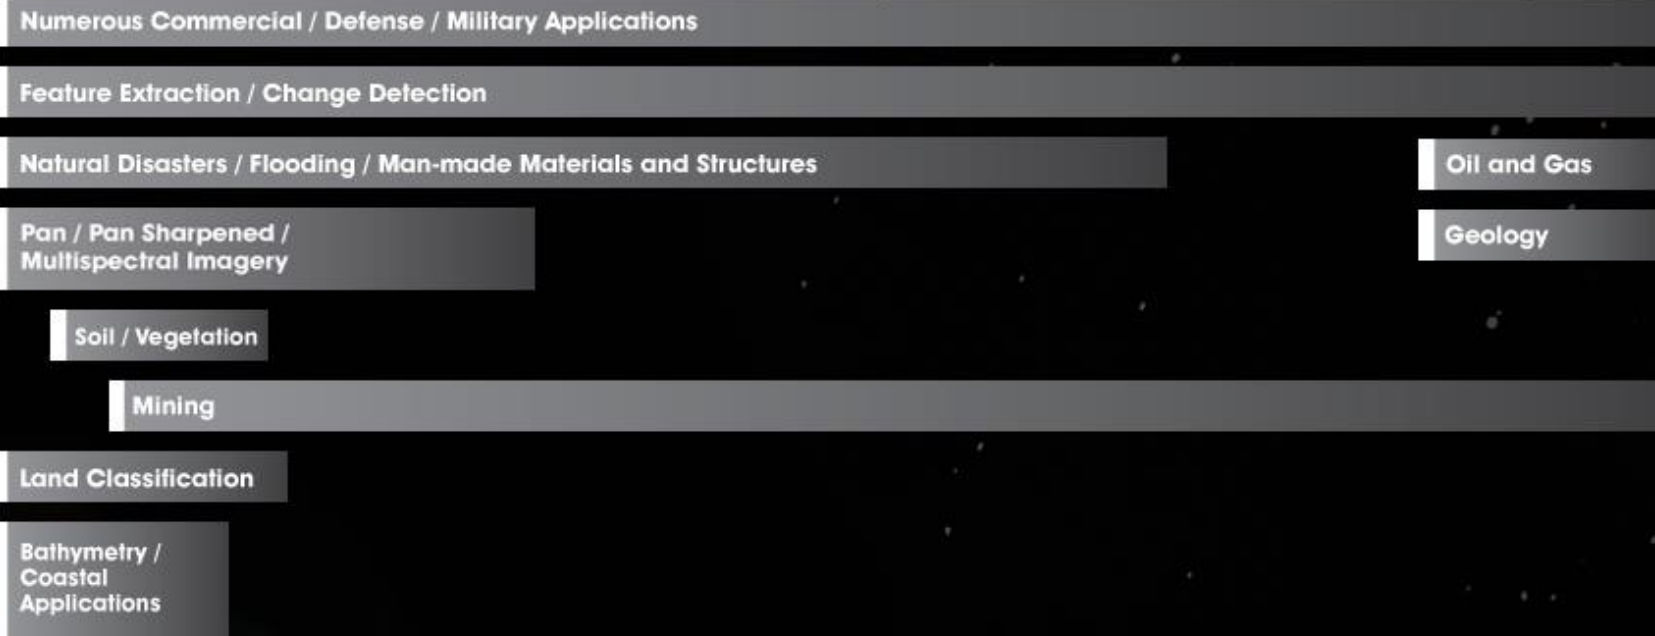 Numerous Commercial / Defense / Military Applications
Feature Extraction / Change Detection
Natural Disasters / Flooding / Man-made Materials and Structures
Oil and Gas
Pan / Pan Sharpened /
Multispectral Imagery
Geology
Soil / Vegetation
Mining
Land Classification
Bathymetry /
Coastal
Applications